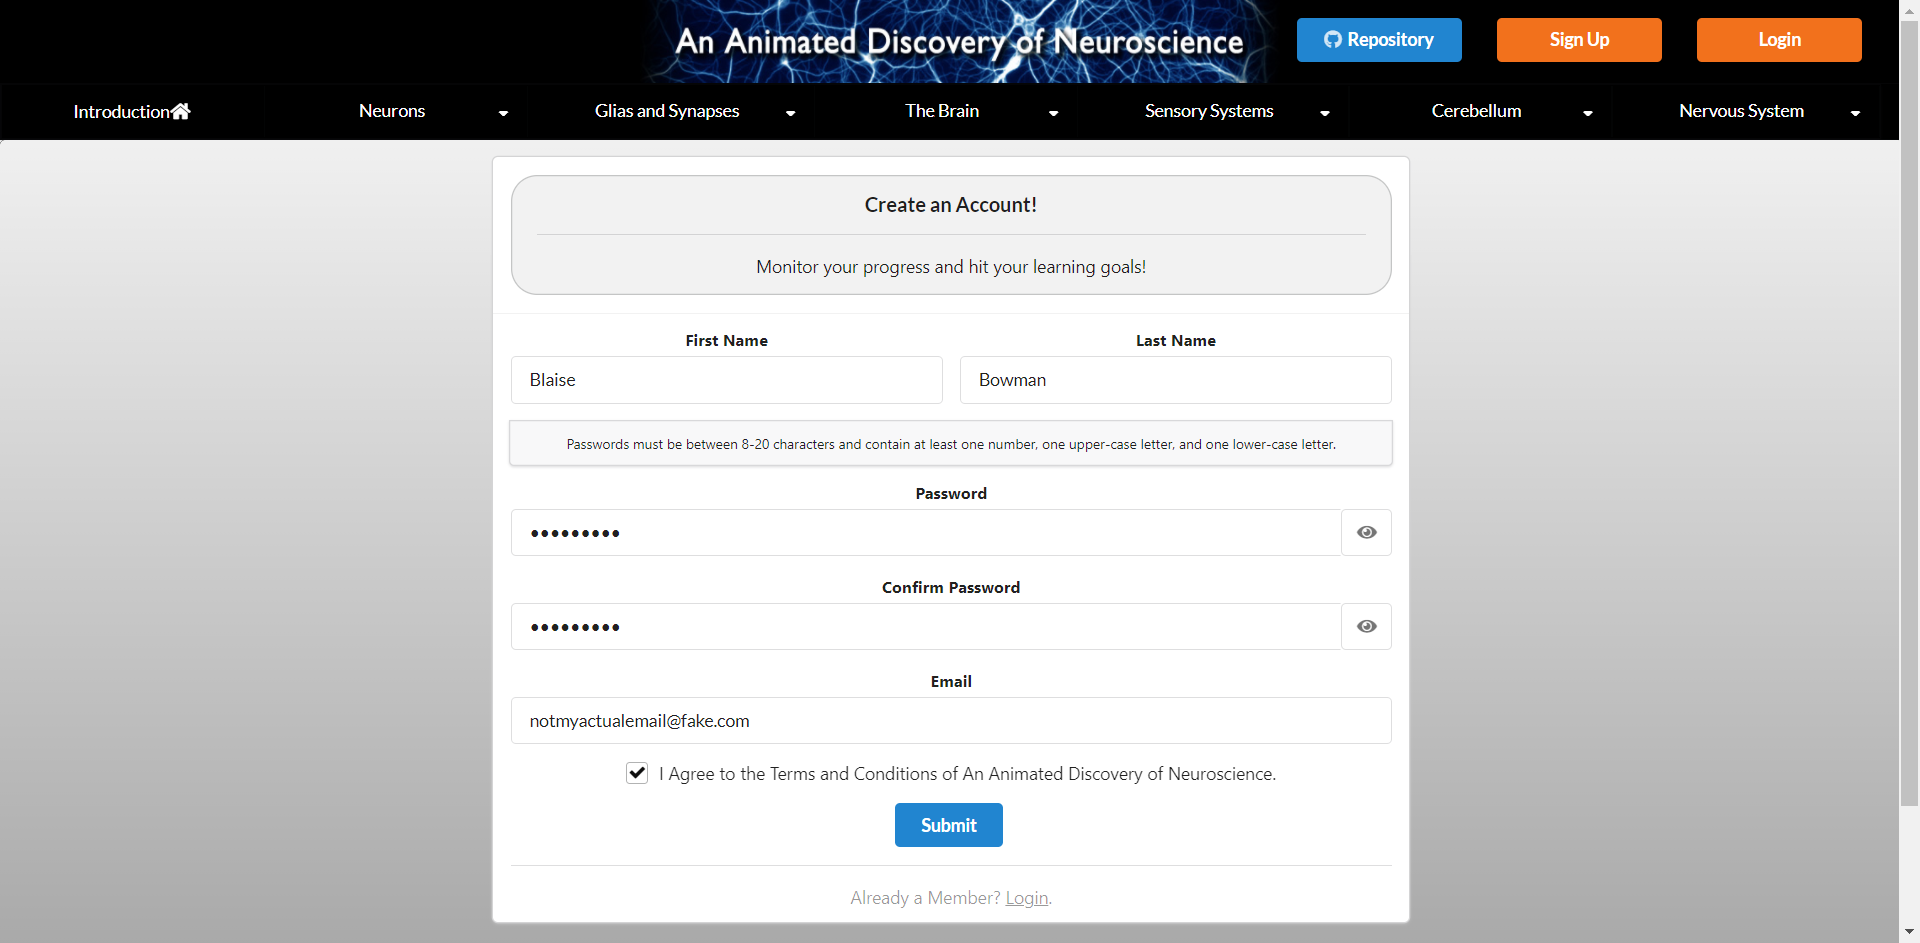 An Animated Discovery of Neuroscience
Repository
Sign Up
Login
Introduction
Neurons
Glias and Synapses
The Brain
Sensory Systems
Cerebellum
Nervous System
Create an Account!
Monitor your progress and hit your learning goals!
First Name
Last Name
Blaise
Bowman
Passwords must be between 8-20 characters and contain at least one number, one upper-case letter, and one lower-case letter.
Password
•••••••••
Confirm Password
•••••••••
Email
notmyactualemail@fake.com
I Agree to the Terms and Conditions of An Animated Discovery of Neuroscience.
Submit
Already a Member? Login.